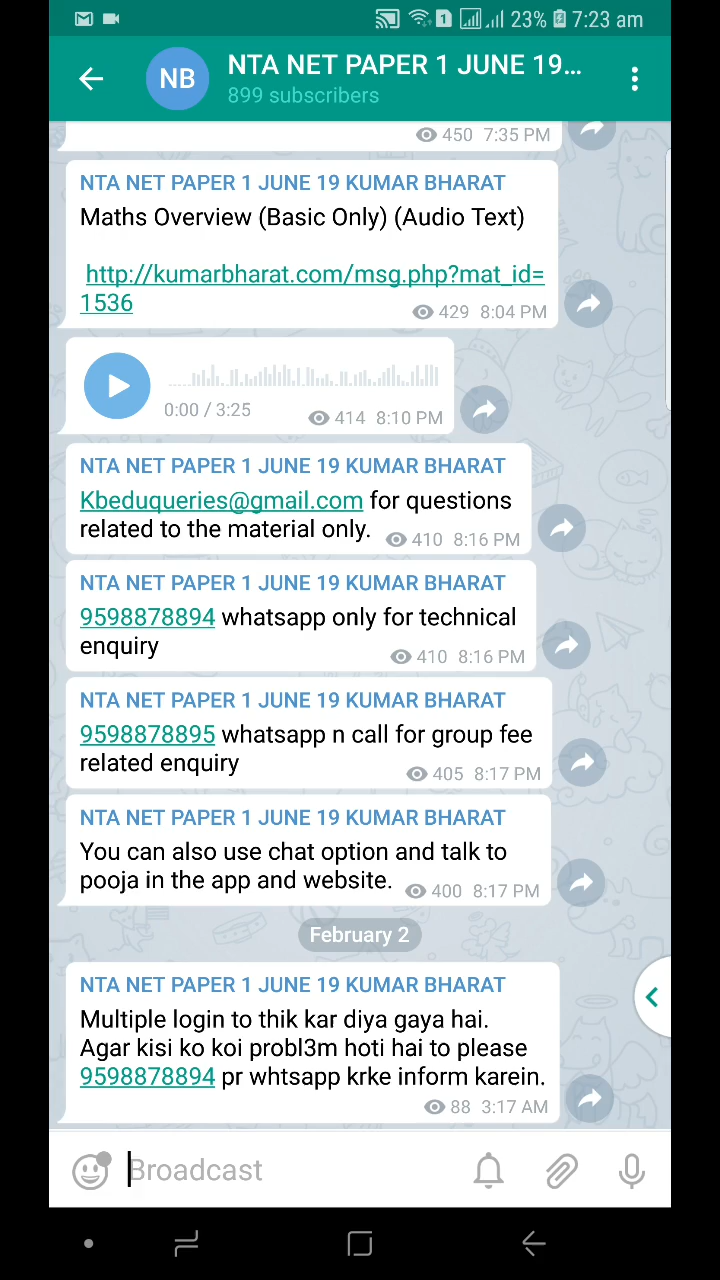 23% 7:23 am
NB
NTA NET PAPER 1 JUNE 19...
899 subscribers
450 7:35 PM
NTA NET PAPER 1 JUNE 19 KUMAR BHARAT
Maths Overview (Basic Only) (Audio Text)
http://kumarbharat.com/msg.php?mat_id=
1536
429 8:04 PM
0:00 / 3:25
414 8:10 PM
NTA NET PAPER 1 JUNE 19 KUMAR BHARAT
Kbeduqueries@gmail.com for questions
related to the material only.
410 8:16 PM
NTA NET PAPER 1 JUNE 19 KUMAR BHARAT
9598878894 whatsapp only for technical
enquiry
410 8:16 PM
NTA NET PAPER 1 JUNE 19 KUMAR BHARAT
9598878895 whatsapp n call for group fee
related enquiry
405 8:17 PM
NTA NET PAPER 1 JUNE 19 KUMAR BHARAT
You can also use chat option and talk to
pooja in the app and website.
400 8:17 PM
February 2
NTA NET PAPER 1 JUNE 19 KUMAR BHARAT
Multiple login to thik kar diya gaya hai.
Agar kisi ko koi probl3m hoti hai to please
9598878894 pr whtsapp krke inform karein.
88 3:17 AM
Broadcast